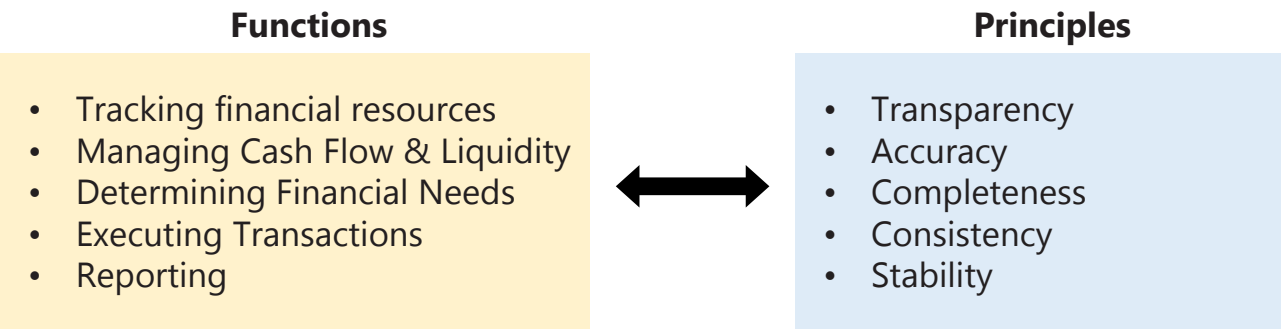 Functions
• Tracking financial resources
• Managing Cash Flow & Liquidity
• Determining Financial Needs
• Executing Transactions
• Reporting
Principles
• Transparency
• Accuracy
• Completeness
• Consistency
• Stability